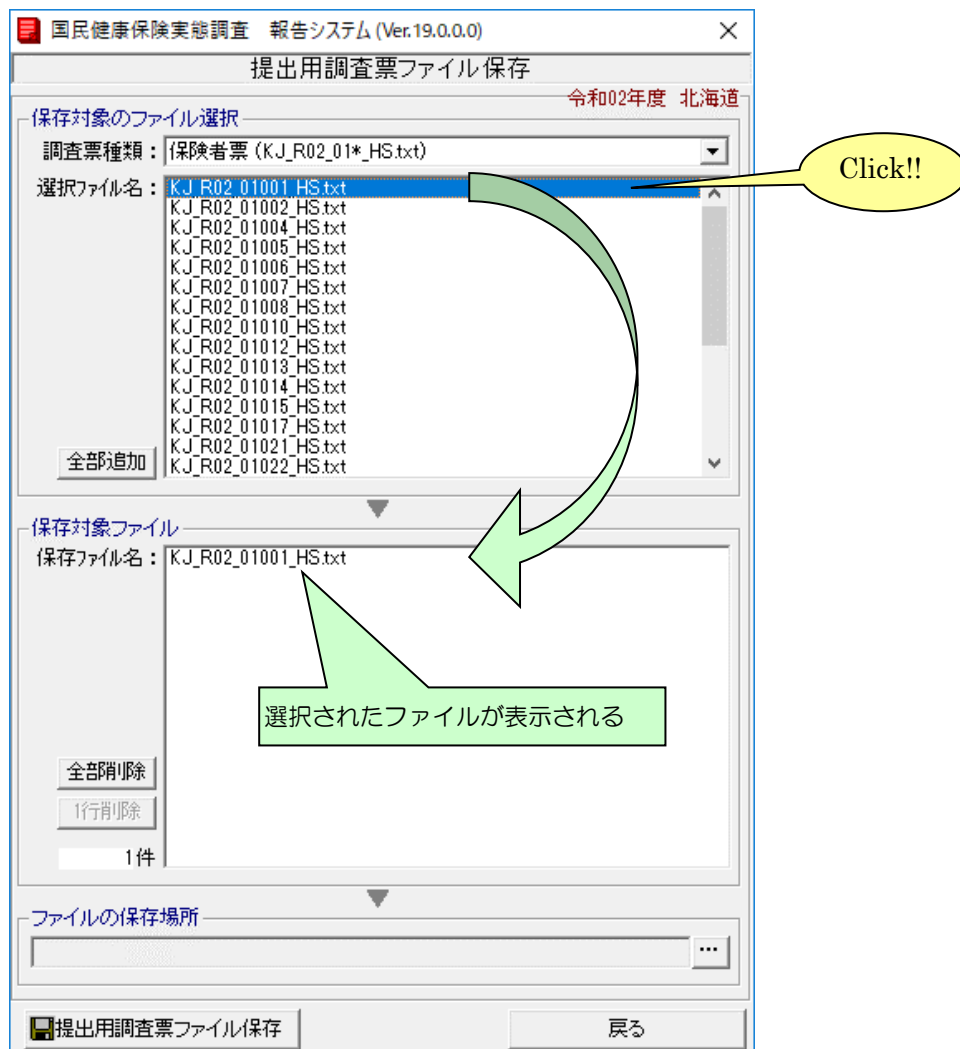 国民健康保険実態調査　報告システム (Ver.19.0.0.0)
提出用調査票ファイル保存
令和02年度 北海道
保存対象のファイル選択
調査票種類： 保険者票 (KJ_R02_01*_HS.txt)
Click!!
選択ファイル名： KJ_R02_01001_HS.txt
KJ_R02_01002_HS.txt
KJ_R02_01004_HS.txt
KJ_R02_01005_HS.txt
KJ_R02_01006_HS.txt
KJ_R02_01007_HS.txt
KJ_R02_01008_HS.txt
KJ_R02_01010_HS.txt
KJ_R02_01012_HS.txt
KJ_R02_01013_HS.txt
KJ_R02_01014_HS.txt
KJ_R02_01015_HS.txt
KJ_R02_01017_HS.txt
KJ_R02_01021_HS.txt
全部追加 KJ_R02_01022_HS.txt
保存対象ファイル
保存ファイル名： KJ_R02_01001_HS.txt
選択されたファイルが表示される
全部削除
1行削除
1件
ファイルの保存場所
...
提出用調査票ファイル保存 戻る